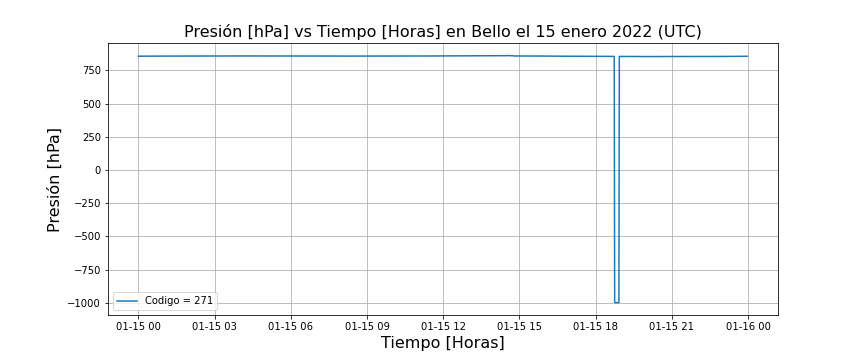 Presión [hPa] vs Tiempo [Horas] en Bello el 15 enero 2022 (UTC)
Presión [hPa]
750
500
250
0
−250
−500
−750
−1000
Codigo = 271
01-15 00 01-15 03 01-15 06 01-15 09 01-15 12 01-15 15 01-15 18 01-15 21 01-16 00
Tiempo [Horas]